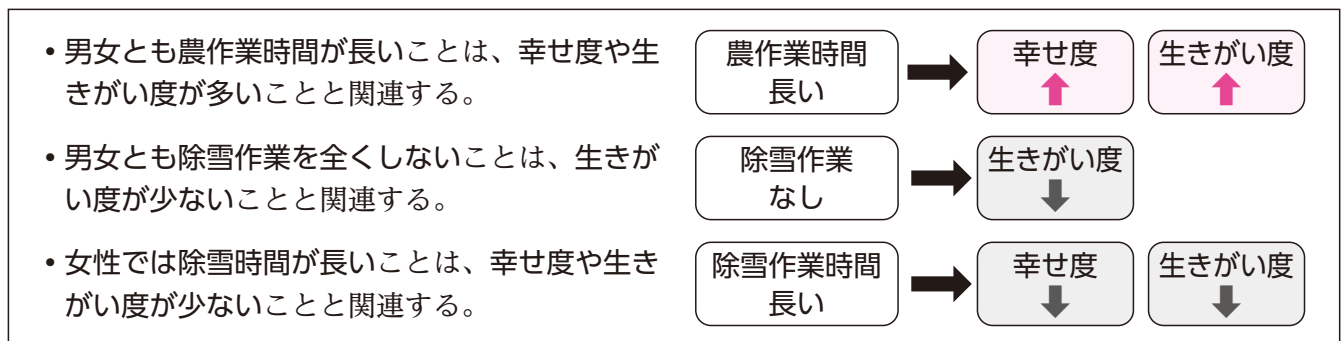 • 男女とも農作業時間が長いことは、幸せ度や生
きがい度が多いことと関連する。
農作業時間
長い
幸せ度
生きがい度
• 男女とも除雪作業を全くしないことは、生きが
い度が少ないことと関連する。
除雪作業
なし
生きがい度
• 女性では除雪時間が長いことは、幸せ度や生き
がい度が少ないことと関連する。
除雪作業時間
長い
幸せ度
生きがい度